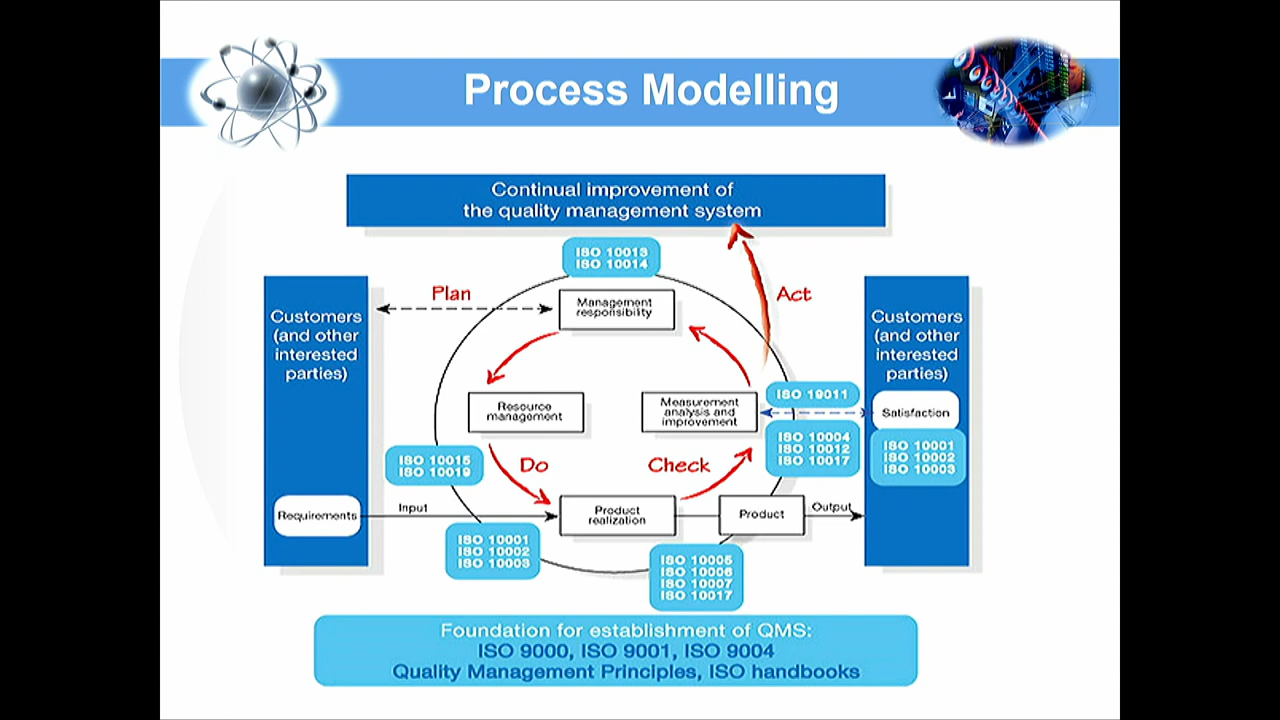 Process Modelling
Continual improvement of
the quality management system
ISO 10013
ISO 10014
Plan
Act
Management
responsibility
Customers
(and other
interested
parties)
Customers
(and other
interested
parties)
Resource
management
Measurement
analysis and
improvement
ISO 19011
Satisfaction
ISO 10004
ISO 10012
ISO 10017
ISO 10001
ISO 10002
ISO 10003
ISO 10015
ISO 10019
Do
Check
Requirements
Input
Product
realization
Product
Output
ISO 10001
ISO 10002
ISO 10003
ISO 10005
ISO 10006
ISO 10007
ISO 10017
Foundation for establishment of QMS:
ISO 9000, ISO 9001, ISO 9004
Quality Management Principles, ISO handbooks